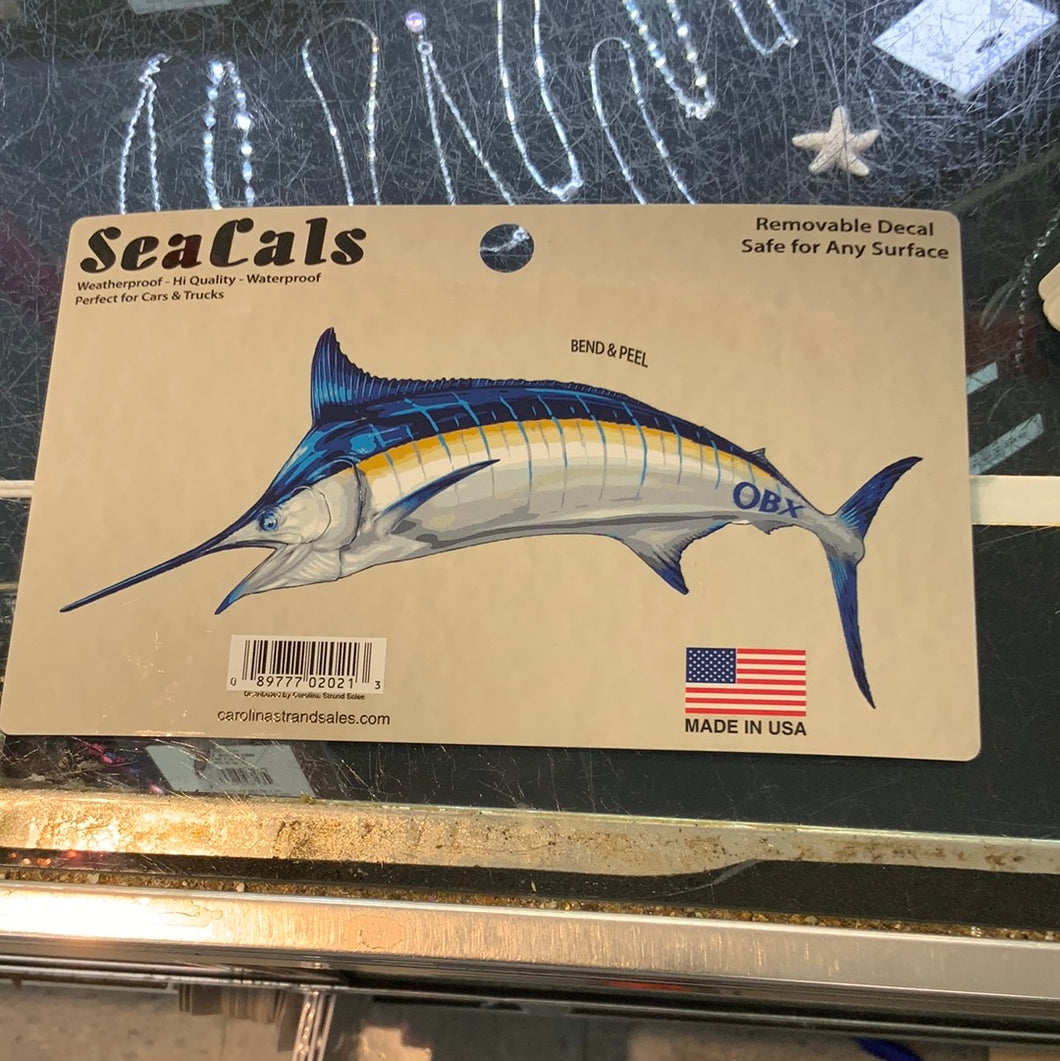 SeaCals
Weatherproof - Hi Quality - Waterproof
Perfect for Cars & Trucks
Removable Decal
Safe for Any Surface
BEND & PEEL
OBX
0 89777 02021 3
Distributed by Carolina Strand Sales
carolinastrandsales.com
MADE IN USA